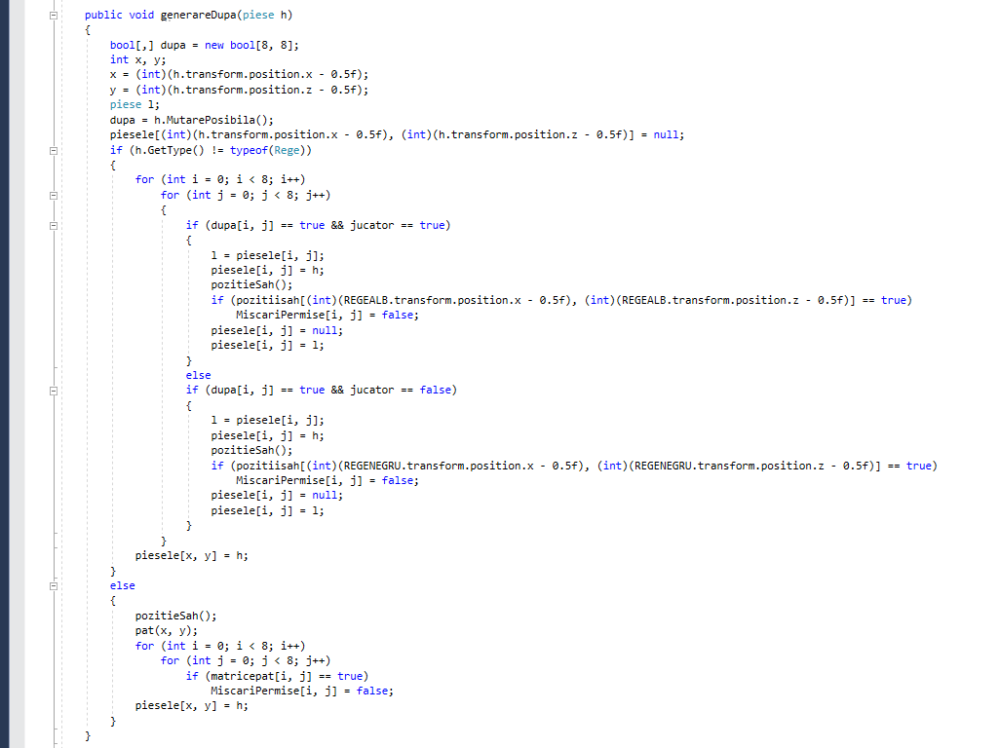 public void generareDupa(piese h)
{
bool[,] dupa = new bool[8, 8];
int x, y;
x = (int)(h.transform.position.x - 0.5f);
y = (int)(h.transform.position.z - 0.5f);
piese l;
dupa = h.MutarePosibila();
piesele[(int)(h.transform.position.x - 0.5f), (int)(h.transform.position.z - 0.5f)] = null;
if (h.GetType() != typeof(Rege))
{
for (int i = 0; i < 8; i++)
for (int j = 0; j < 8; j++)
{
if (dupa[i, j] == true && jucator == true)
{
l = piesele[i, j];
piesele[i, j] = h;
pozitieSah();
if (pozitiisah[(int)(REGEALB.transform.position.x - 0.5f), (int)(REGEALB.transform.position.z - 0.5f)] == true)
MiscariPermise[i, j] = false;
piesele[i, j] = null;
piesele[i, j] = l;
}
else
if (dupa[i, j] == true && jucator == false)
{
l = piesele[i, j];
piesele[i, j] = h;
pozitieSah();
if (pozitiisah[(int)(REGENEGRU.transform.position.x - 0.5f), (int)(REGENEGRU.transform.position.z - 0.5f)] == true)
MiscariPermise[i, j] = false;
piesele[i, j] = null;
piesele[i, j] = l;
}
}
piesele[x, y] = h;
}
else
{
pozitieSah();
pat(x, y);
for (int i = 0; i < 8; i++)
for (int j = 0; j < 8; j++)
if (matricepat[i, j] == true)
MiscariPermise[i, j] = false;
piesele[x, y] = h;
}
}